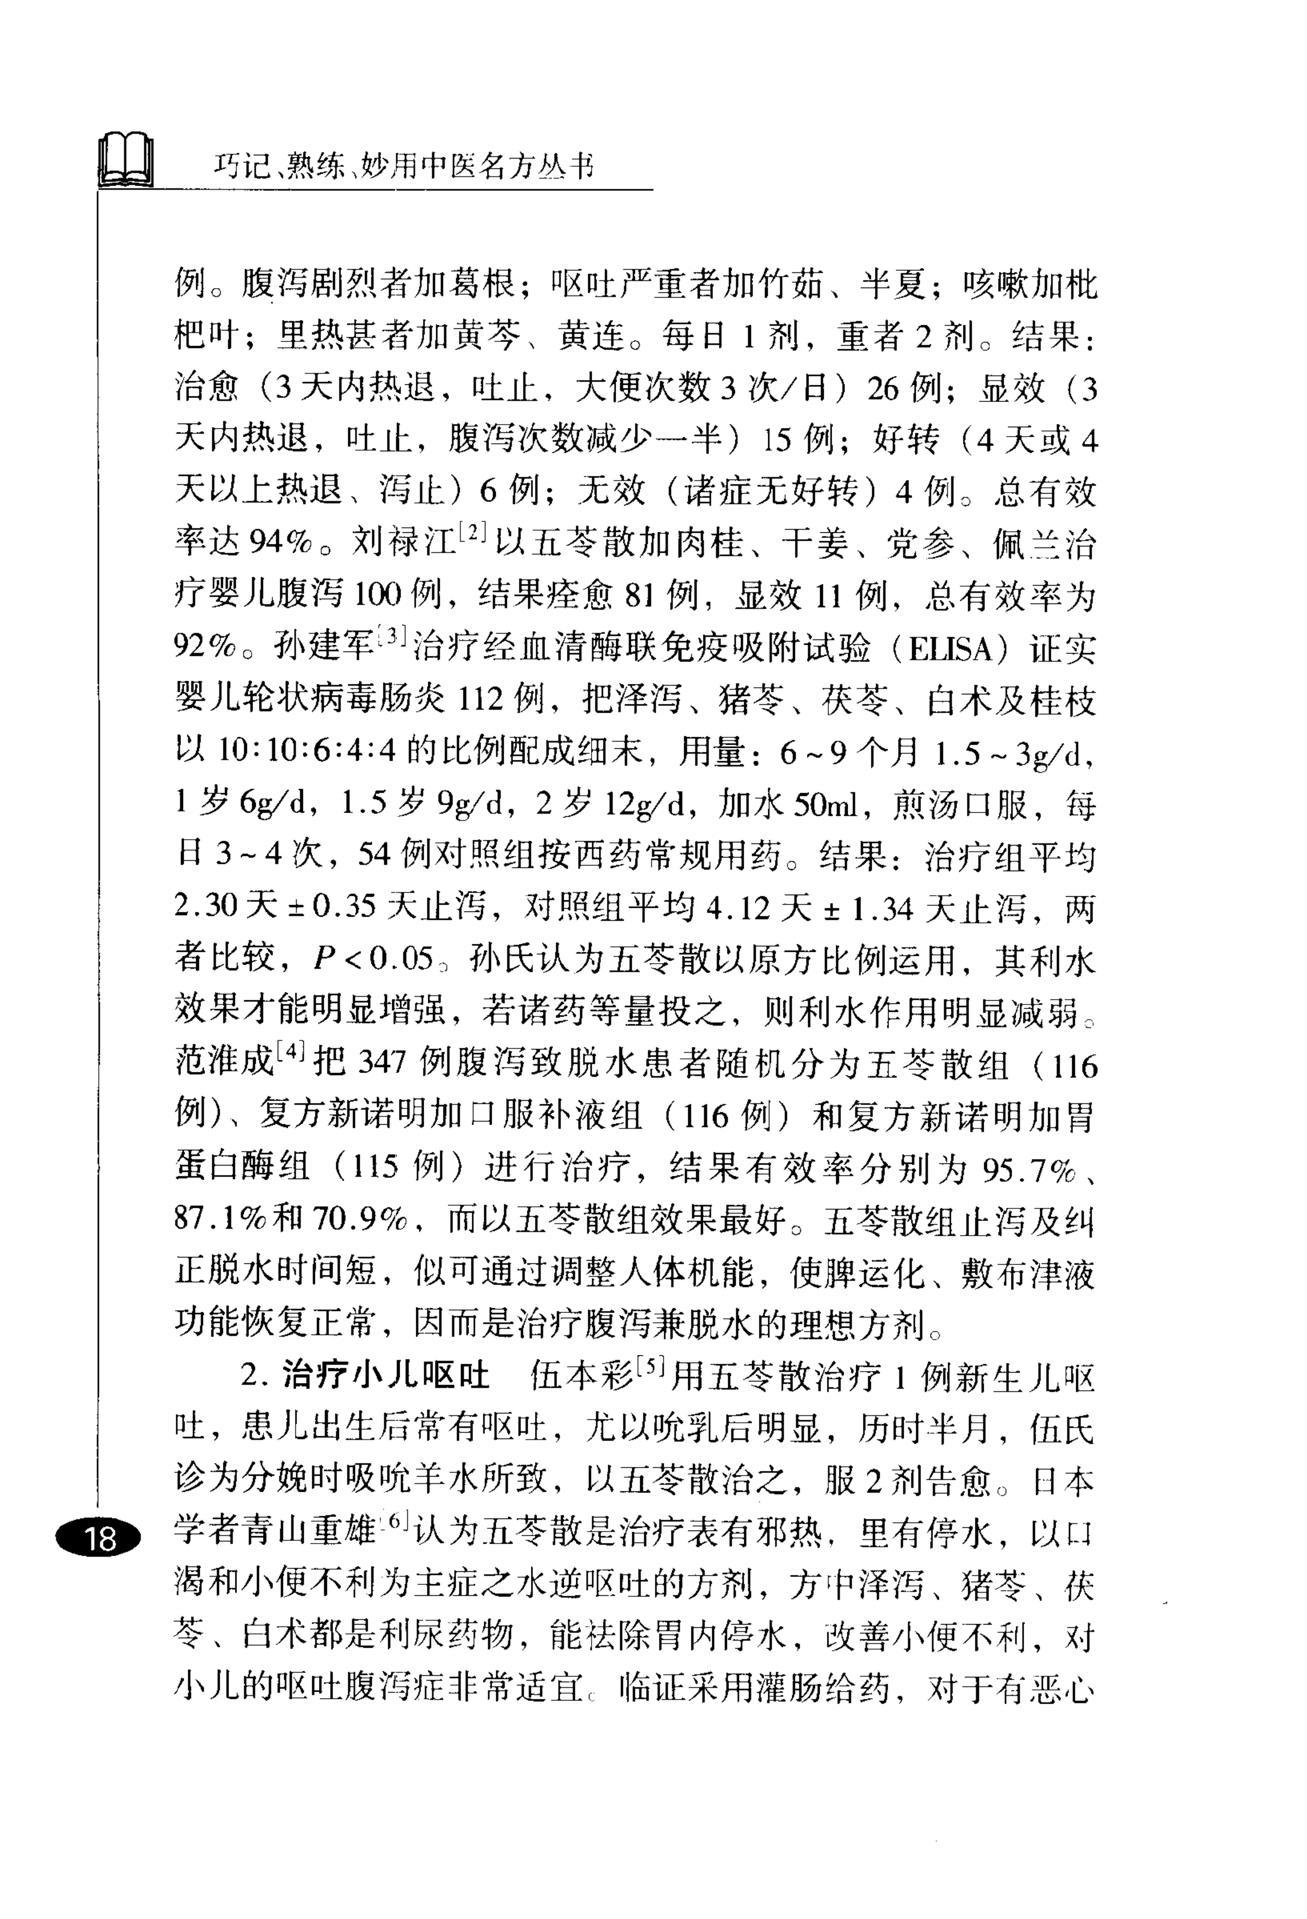 巧记、熟练、妙用中医名方丛书
例。腹泻剧烈者加葛根；呕吐严重者加竹茹、半夏；咳嗽加枇
杷叶；里热甚者加黄芩、黄连。每日 1 剂，重者 2 剂。结果：
治愈（3 天内热退，吐止，大便次数 3 次/日）26 例；显效（3
天内热退，吐止，腹泻次数减少一半）15 例；好转（4 天或 4
天以上热退、泻止）6 例；无效（诸症无好转）4 例。总有效
率达 94%。刘禄江[2]以五苓散加肉桂、干姜、党参、佩兰治
疗婴儿腹泻 100 例，结果痊愈 81 例，显效 11 例，总有效率为
92%。孙建军[3]治疗经血清酶联免疫吸附试验（ELISA）证实
婴儿轮状病毒肠炎 112 例，把泽泻、猪苓、茯苓、白术及桂枝
以 10:10:6:4:4 的比例配成细末，用量：6～9 个月 1.5～3g/d，
1 岁 6g/d，1.5 岁 9g/d，2 岁 12g/d，加水 50ml，煎汤口服，每
日 3～4 次，54 例对照组按西药常规用药。结果：治疗组平均
2.30 天±0.35 天止泻，对照组平均 4.12 天±1.34 天止泻，两
者比较，P＜0.05。孙氏认为五苓散以原方比例运用，其利水
效果才能明显增强，若诸药等量投之，则利水作用明显减弱。
范淮成[4]把 347 例腹泻致脱水患者随机分为五苓散组（116
例）、复方新诺明加口服补液组（116 例）和复方新诺明加胃
蛋白酶组（115 例）进行治疗，结果有效率分别为 95.7%、
87.1%和 70.9%，而以五苓散组效果最好。五苓散组止泻及纠
正脱水时间短，似可通过调整人体机能，使脾运化、敷布津液
功能恢复正常，因而是治疗腹泻兼脱水的理想方剂。
2. 治疗小儿呕吐　伍本彩[5]用五苓散治疗 1 例新生儿呕
吐，患儿出生后常有呕吐，尤以吮乳后明显，历时半月，伍氏
诊为分娩时吸吮羊水所致，以五苓散治之，服 2 剂告愈。日本
学者青山重雄[6]认为五苓散是治疗表有邪热，里有停水，以口
渴和小便不利为主症之水逆呕吐的方剂，方中泽泻、猪苓、茯
苓、白术都是利尿药物，能祛除胃内停水，改善小便不利，对
小儿的呕吐腹泻症非常适宜。临证采用灌肠给药，对于有恶心
18